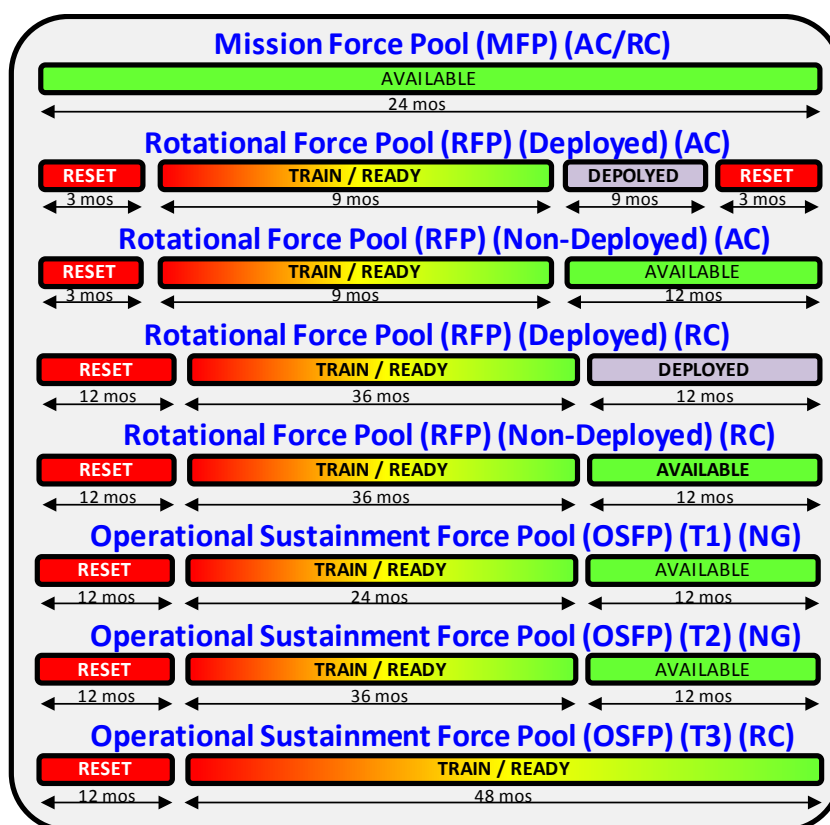 Mission Force Pool (MFP) (AC/RC)
AVAILABLE
24 mos
Rotational Force Pool (RFP) (Deployed) (AC)
RESET TRAIN / READY DEPOLYED RESET
3 mos 9 mos 9 mos 3 mos
Rotational Force Pool (RFP) (Non-Deployed) (AC)
RESET TRAIN / READY AVAILABLE
3 mos 9 mos 12 mos
Rotational Force Pool (RFP) (Deployed) (RC)
RESET TRAIN / READY DEPLOYED
12 mos 36 mos 12 mos
Rotational Force Pool (RFP) (Non-Deployed) (RC)
RESET TRAIN / READY AVAILABLE
12 mos 36 mos 12 mos
Operational Sustainment Force Pool (OSFP) (T1) (NG)
RESET TRAIN / READY AVAILABLE
12 mos 24 mos 12 mos
Operational Sustainment Force Pool (OSFP) (T2) (NG)
RESET TRAIN / READY AVAILABLE
12 mos 36 mos 12 mos
Operational Sustainment Force Pool (OSFP) (T3) (RC)
RESET TRAIN / READY
12 mos 48 mos